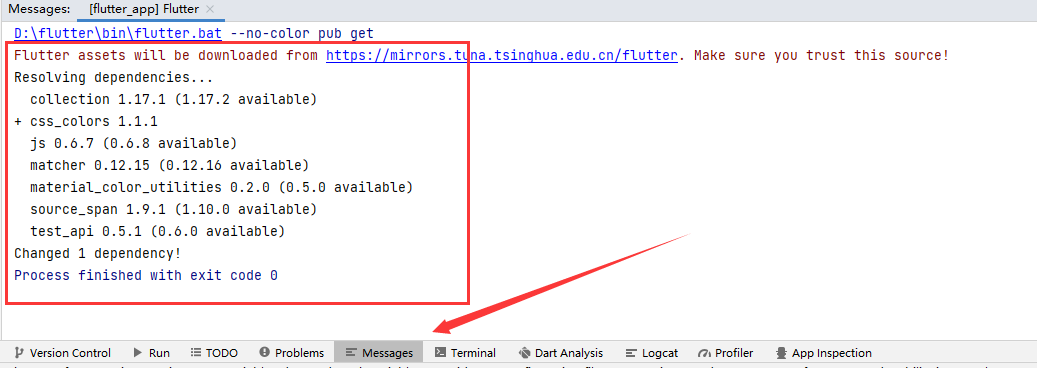 Messages: [flutter_app] Flutter
D:\flutter\bin\flutter.bat --no-color pub get
Flutter assets will be downloaded from https://mirrors.tuna.tsinghua.edu.cn/flutter. Make sure you trust this source!
Resolving dependencies...
collection 1.17.1 (1.17.2 available)
+ css_colors 1.1.1
js 0.6.7 (0.6.8 available)
matcher 0.12.15 (0.12.16 available)
material_color_utilities 0.2.0 (0.5.0 available)
source_span 1.9.1 (1.10.0 available)
test_api 0.5.1 (0.6.0 available)
Changed 1 dependency!
Process finished with exit code 0
Version Control Run TODO Problems Messages Terminal Dart Analysis Logcat Profiler App Inspection